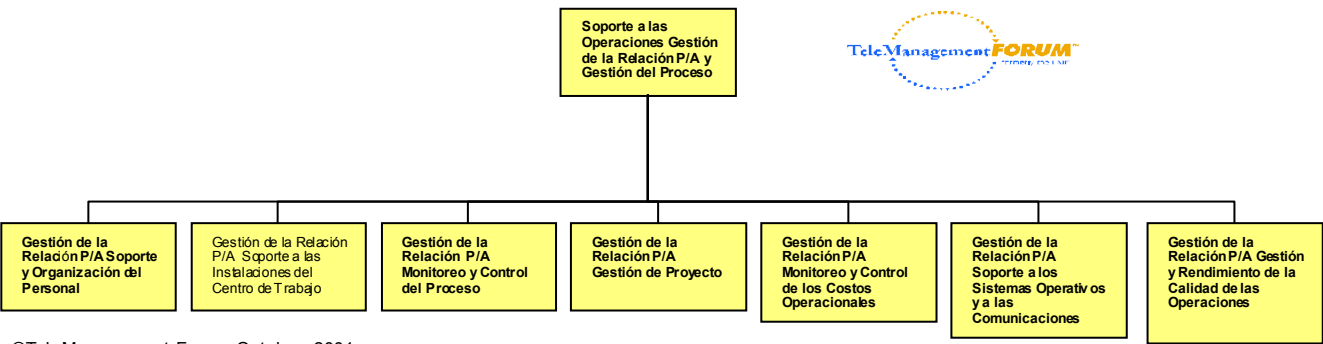 Soporte a las
Operaciones Gestión
de la Relación P/A y
Gestión del Proceso
TeleManagement FORUM™
Gestión de la
Relación P/A Soporte
y Organización del
Personal
Gestión de la Relación
P/A Soporte a las
Instalaciones del
Centro de Trabajo
Gestión de la
Relación P/A
Monitoreo y Control
del Proceso
Gestión de la
Relación P/A
Gestión de Proyecto
Gestión de la
Relación P/A
Monitoreo y Control
de los Costos
Operacionales
Gestión de la
Relación P/A
Soporte a los
Sistemas Operativos
y a las
Comunicaciones
Gestión de la
Relación P/A Gestión
y Rendimiento de la
Calidad de las
Operaciones